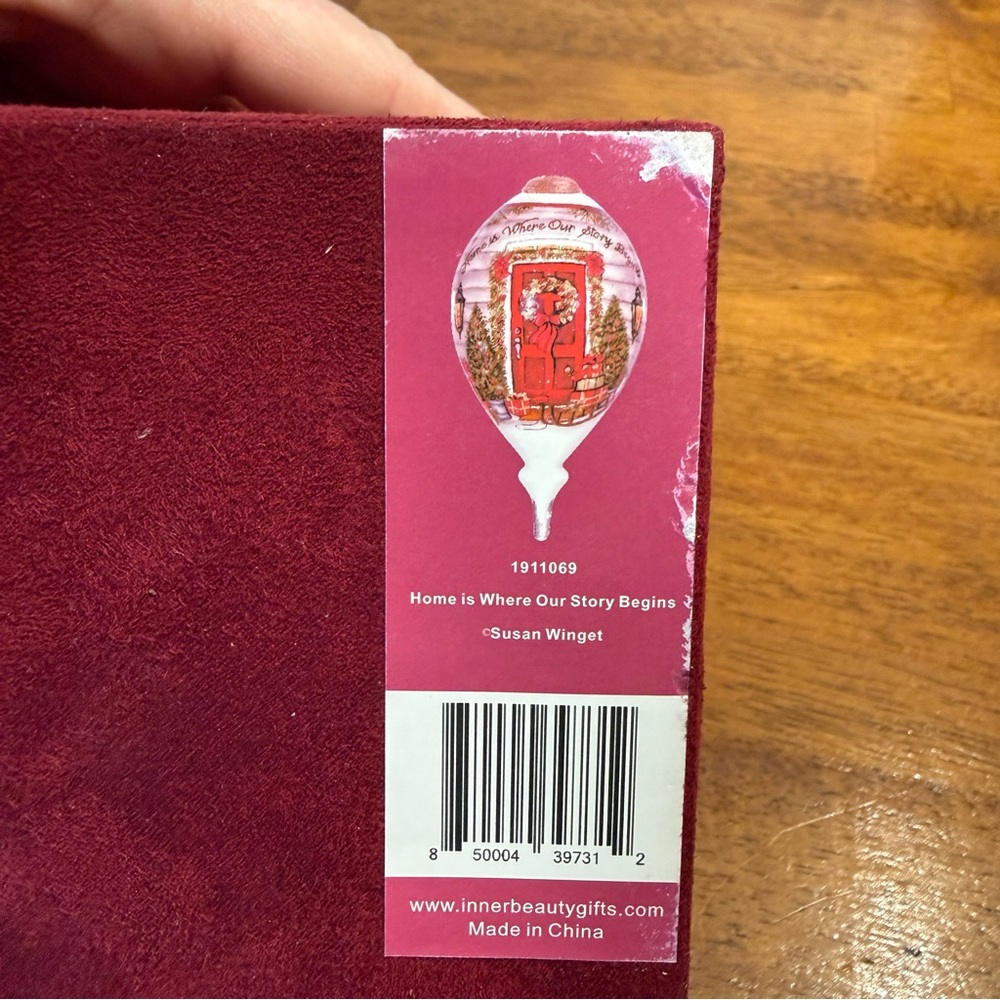 Home is Where Our Story Begins
1911069
Home is Where Our Story Begins
©Susan Winget
8 50004 39731 2
www.innerbeautygifts.com
Made in China